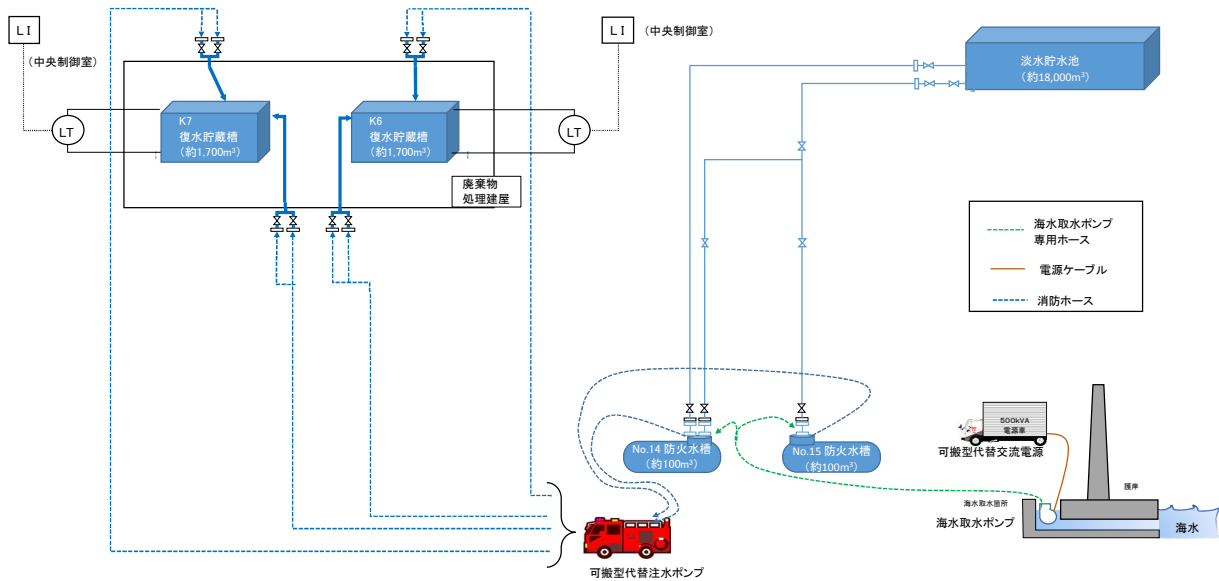 LI
(中央制御室)
LI
(中央制御室)
淡水貯水池
(約18,000m³)
LT
K7
復水貯蔵槽
(約1,700m³)
K6
復水貯蔵槽
(約1,700m³)
LT
廃棄物
処理建屋
海水取水ポンプ
専用ホース
電源ケーブル
消防ホース
No.14 防火水槽
(約100m³)
No.15 防火水槽
(約100m³)
500kVA
電源車
可搬型代替交流電源
護岸
海水取水箇所
海水取水ポンプ
海水
可搬型代替注水ポンプ